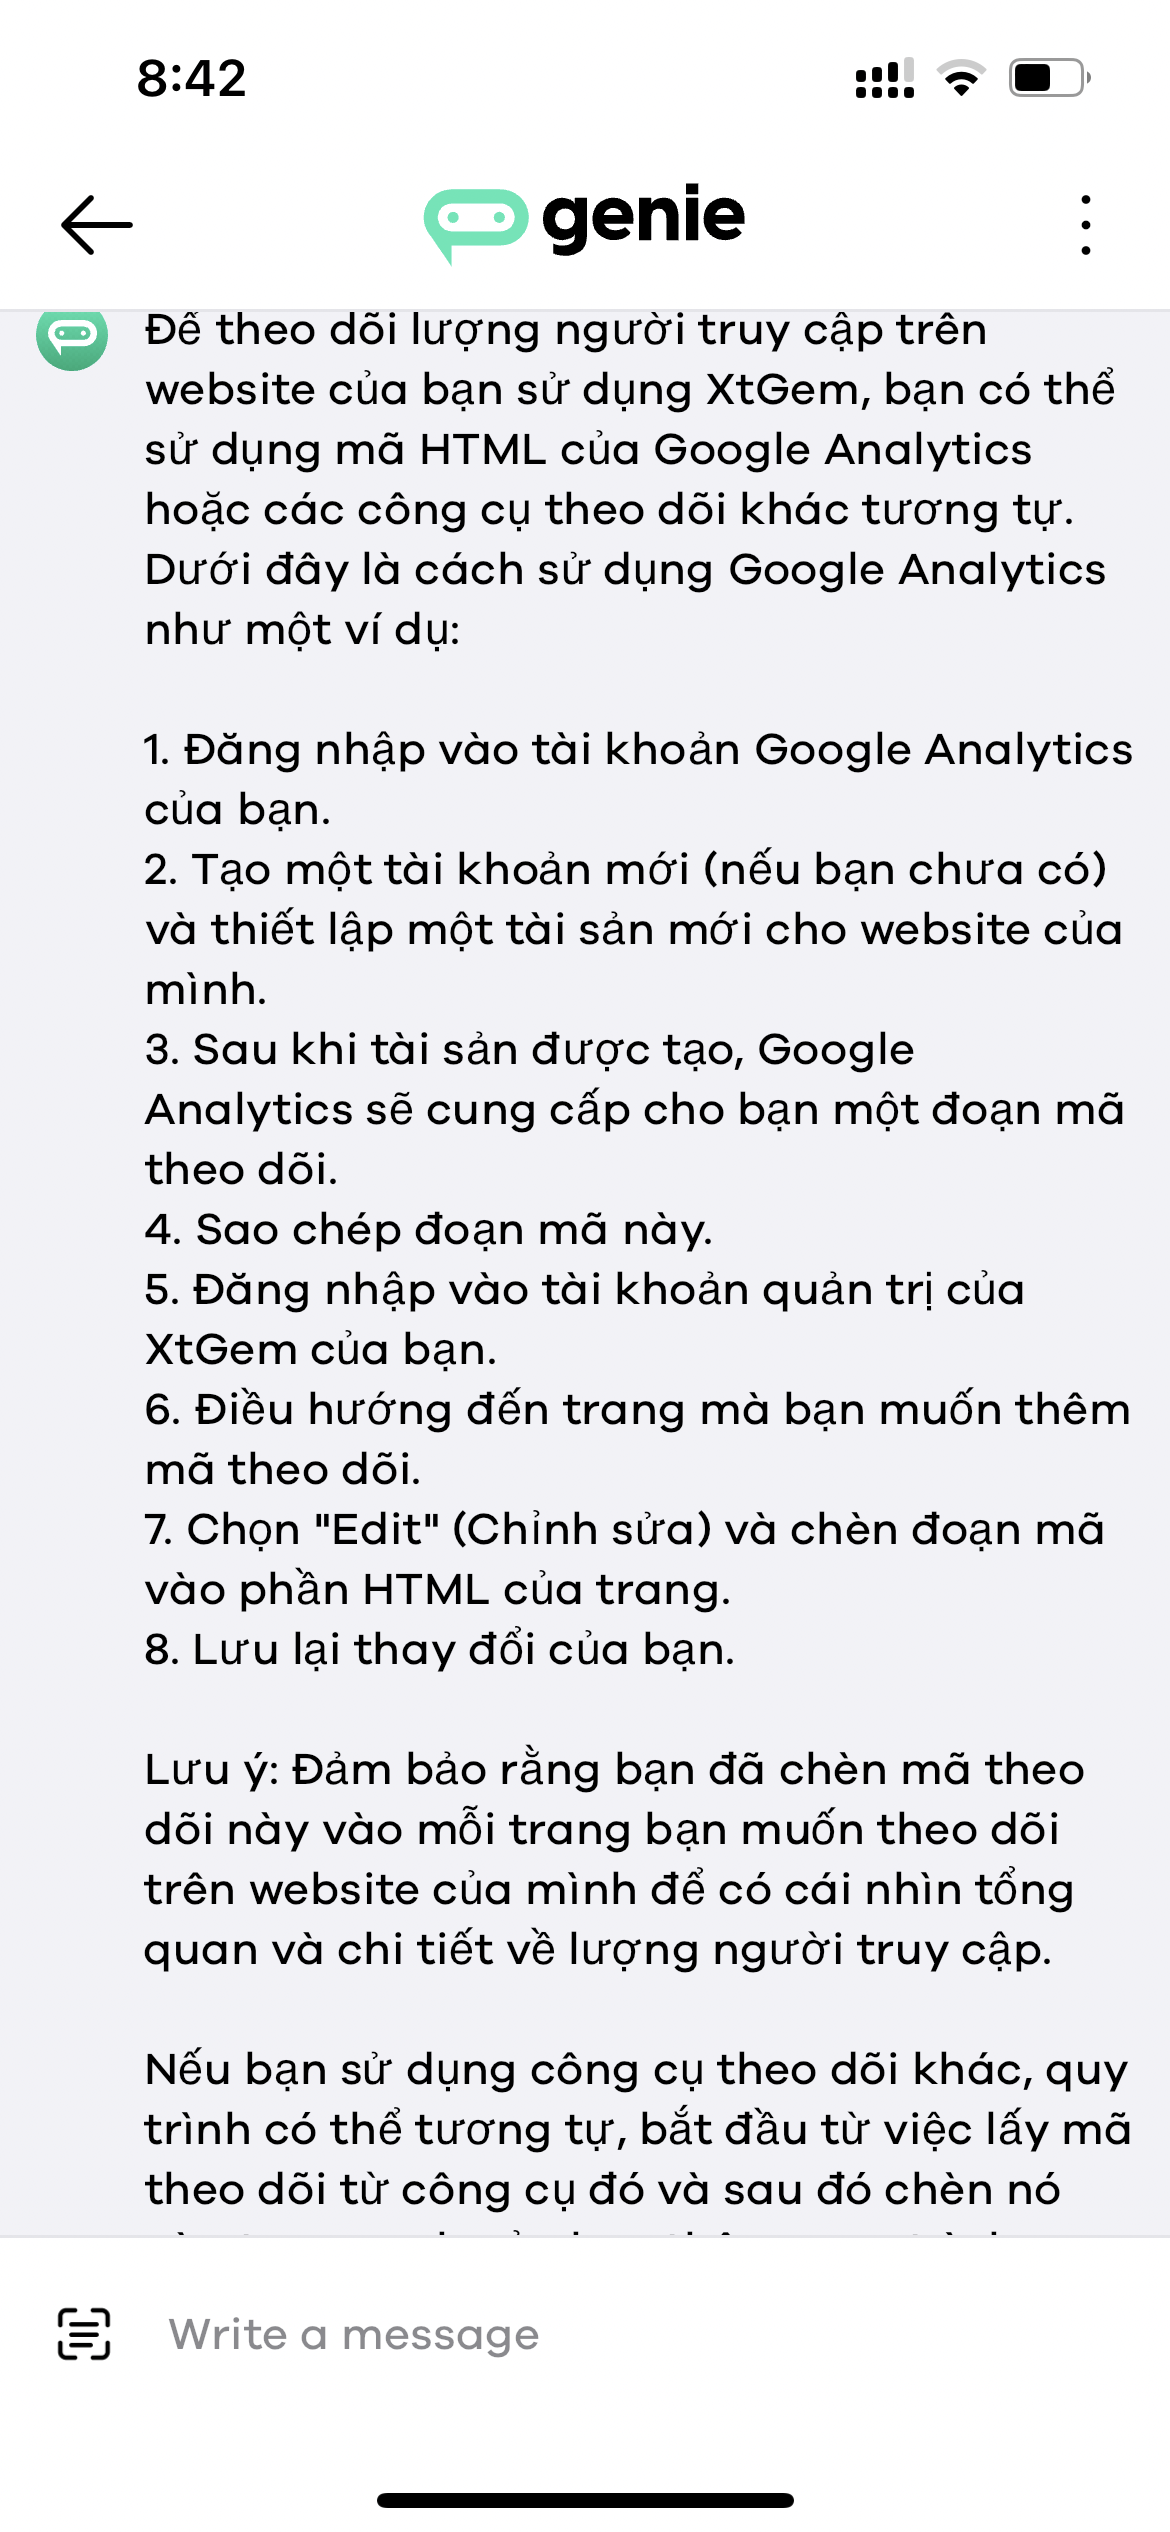 8:42
genie
Để theo dõi lượng người truy cập trên
website của bạn sử dụng XtGem, bạn có thể
sử dụng mã HTML của Google Analytics
hoặc các công cụ theo dõi khác tương tự.
Dưới đây là cách sử dụng Google Analytics
như một ví dụ:
1. Đăng nhập vào tài khoản Google Analytics
của bạn.
2. Tạo một tài khoản mới (nếu bạn chưa có)
và thiết lập một tài sản mới cho website của
mình.
3. Sau khi tài sản được tạo, Google
Analytics sẽ cung cấp cho bạn một đoạn mã
theo dõi.
4. Sao chép đoạn mã này.
5. Đăng nhập vào tài khoản quản trị của
XtGem của bạn.
6. Điều hướng đến trang mà bạn muốn thêm
mã theo dõi.
7. Chọn "Edit" (Chỉnh sửa) và chèn đoạn mã
vào phần HTML của trang.
8. Lưu lại thay đổi của bạn.
Lưu ý: Đảm bảo rằng bạn đã chèn mã theo
dõi này vào mỗi trang bạn muốn theo dõi
trên website của mình để có cái nhìn tổng
quan và chi tiết về lượng người truy cập.
Nếu bạn sử dụng công cụ theo dõi khác, quy
trình có thể tương tự, bắt đầu từ việc lấy mã
theo dõi từ công cụ đó và sau đó chèn nó
Write a message